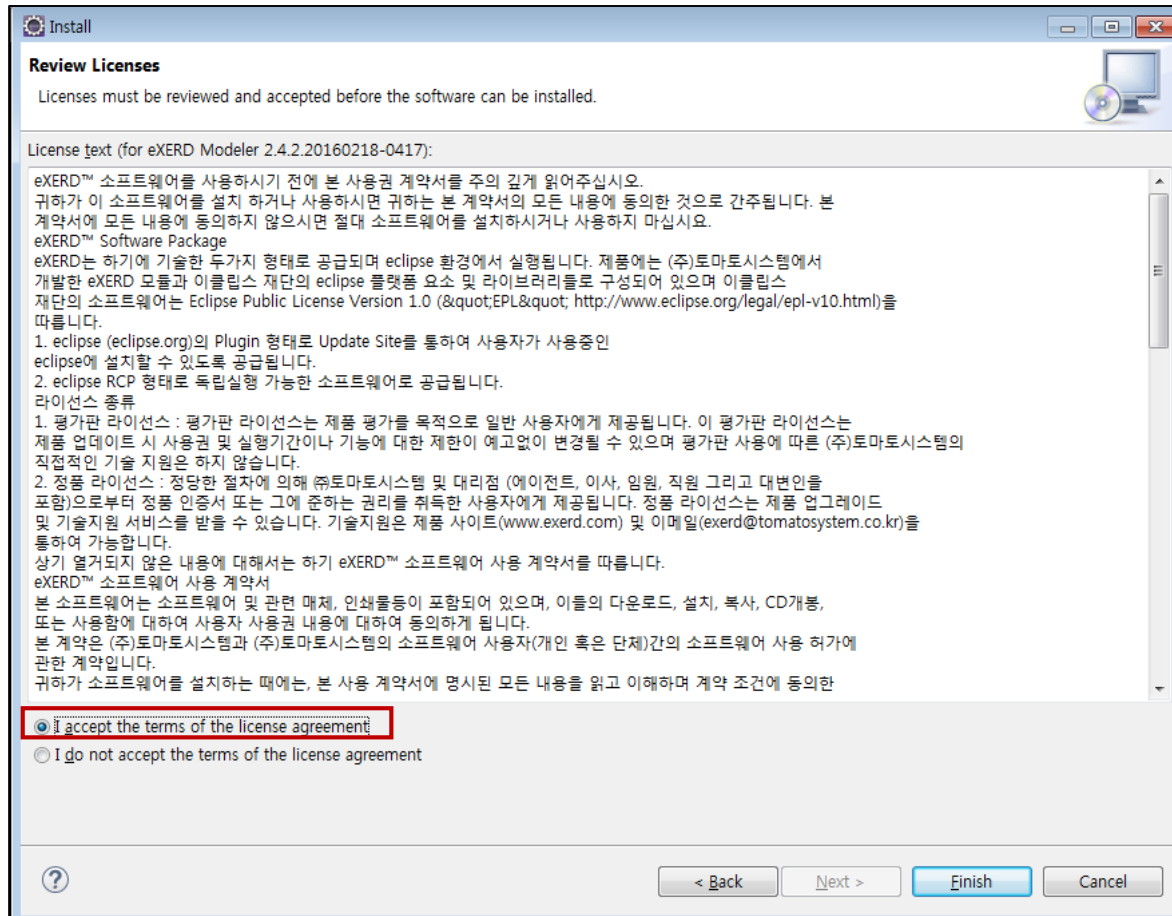 Install
Review Licenses
Licenses must be reviewed and accepted before the software can be installed.
License text (for eXERD Modeler 2.4.2.20160218-0417):
eXERD™ 소프트웨어를 사용하시기 전에 본 사용권 계약서를 주의 깊게 읽어주십시오.
귀하가 이 소프트웨어를 설치 하거나 사용하시면 귀하는 본 계약서의 모든 내용에 동의한 것으로 간주됩니다. 본
계약서에 모든 내용에 동의하지 않으시면 절대 소프트웨어를 설치하시거나 사용하지 마십시요.
eXERD™ Software Package
eXERD는 하기에 기술한 두가지 형태로 공급되며 eclipse 환경에서 실행됩니다. 제품에는 (주)토마토시스템에서
개발한 eXERD 모듈과 이클립스 재단의 eclipse 플랫폼 요소 및 라이브러리들로 구성되어 있으며 이클립스
재단의 소프트웨어는 Eclipse Public License Version 1.0 (&quot;EPL&quot; http://www.eclipse.org/legal/epl-v10.html)을
따릅니다.
1. eclipse (eclipse.org)의 Plugin 형태로 Update Site를 통하여 사용자가 사용중인
eclipse에 설치할 수 있도록 공급됩니다.
2. eclipse RCP 형태로 독립실행 가능한 소프트웨어로 공급됩니다.
라이선스 종류
1. 평가판 라이선스 : 평가판 라이선스는 제품 평가를 목적으로 일반 사용자에게 제공됩니다. 이 평가판 라이선스는
제품 업데이트 시 사용권 및 실행기간이나 기능에 대한 제한이 예고없이 변경될 수 있으며 평가판 사용에 따른 (주)토마토시스템의
직접적인 기술 지원은 하지 않습니다.
2. 정품 라이선스 : 정당한 절차에 의해 ㈜토마토시스템 및 대리점 (에이전트, 이사, 임원, 직원 그리고 대변인을
포함)으로부터 정품 인증서 또는 그에 준하는 권리를 취득한 사용자에게 제공됩니다. 정품 라이선스는 제품 업그레이드
및 기술지원 서비스를 받을 수 있습니다. 기술지원은 제품 사이트(www.exerd.com) 및 이메일(exerd@tomatosystem.co.kr)을
통하여 가능합니다.
상기 열거되지 않은 내용에 대해서는 하기 eXERD™ 소프트웨어 사용 계약서를 따릅니다.
eXERD™ 소프트웨어 사용 계약서
본 소프트웨어는 소프트웨어 및 관련 매체, 인쇄물등이 포함되어 있으며, 이들의 다운로드, 설치, 복사, CD개봉,
또는 사용함에 대하여 사용자 사용권 내용에 대하여 동의하게 됩니다.
본 계약은 (주)토마토시스템과 (주)토마토시스템의 소프트웨어 사용자(개인 혹은 단체)간의 소프트웨어 사용 허가에
관한 계약입니다.
귀하가 소프트웨어를 설치하는 때에는, 본 사용 계약서에 명시된 모든 내용을 읽고 이해하며 계약 조건에 동의한
I accept the terms of the license agreement
I do not accept the terms of the license agreement
< Back
Next >
Finish
Cancel